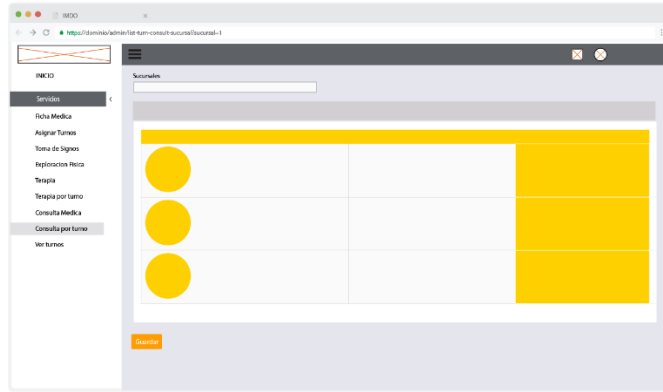 IMDO
https://dominio/admin/list-turn-consult-sucursal?sucursal=1
INICIO
Servicios
Ficha Medica
Asignar Turnos
Toma de Signos
Exploracion Fisica
Terapia
Terapia por turno
Consulta Medica
Consulta por turno
Ver turnos
Sucursales
Guardar